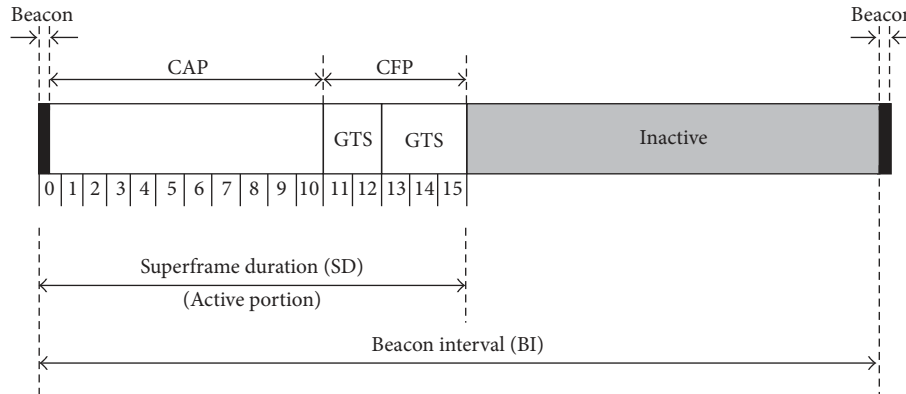 Beacon
Beacon
CAP
CFP
GTS
GTS
Inactive
0 1 2 3 4 5 6 7 8 9 10 11 12 13 14 15
Superframe duration (SD)
(Active portion)
Beacon interval (BI)